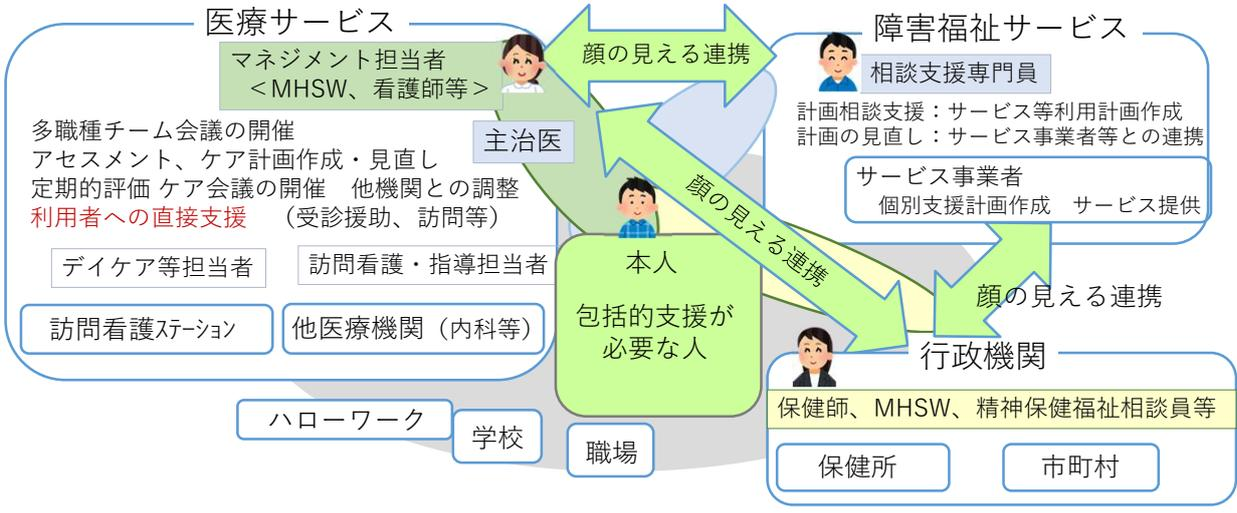 医療サービス
マネジメント担当者
＜MHSW、看護師等＞
多職種チーム会議の開催
アセスメント、ケア計画作成・見直し
定期的評価 ケア会議の開催　他機関との調整
利用者への直接支援　（受診援助、訪問等）
主治医
デイケア等担当者
訪問看護・指導担当者
訪問看護ｽﾃｰｼｮﾝ
他医療機関（内科等）
顔の見える連携
障害福祉サービス
相談支援専門員
計画相談支援：サービス等利用計画作成
計画の見直し：サービス事業者等との連携
サービス事業者
個別支援計画作成　サービス提供
顔の見える連携
顔の見える連携
本人
包括的支援が
必要な人
行政機関
保健師、MHSW、精神保健福祉相談員等
保健所
市町村
ハローワーク
学校
職場